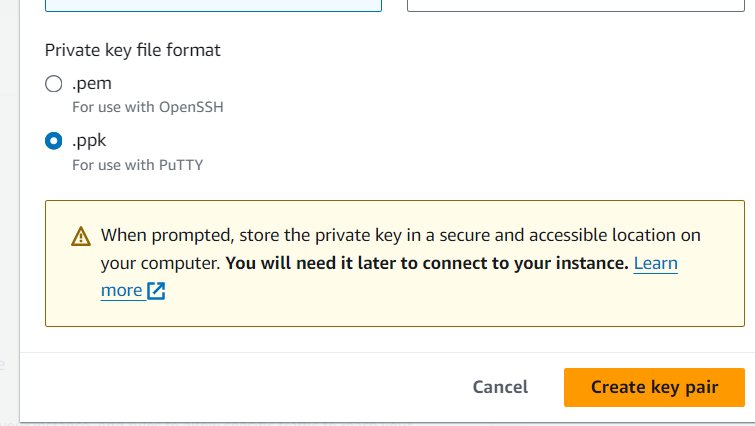 Private key file format
.pem
For use with OpenSSH
.ppk
For use with PuTTY
When prompted, store the private key in a secure and accessible location on
your computer. You will need it later to connect to your instance. Learn
more
Cancel
Create key pair